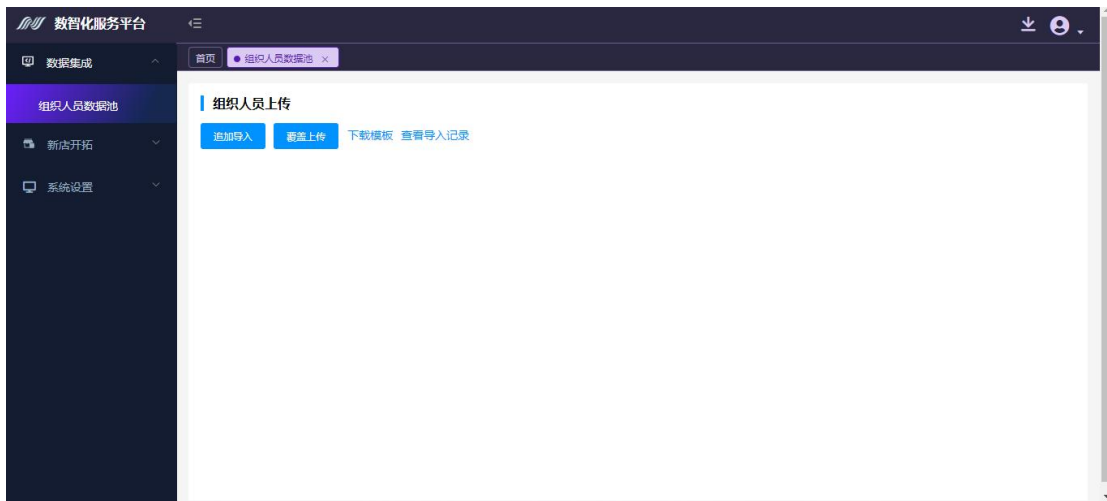 数智化服务平台
首页 组织人员数据池
数据集成
组织人员数据池
新店开拓
系统设置
组织人员上传
追加导入 覆盖上传 下载模板 查看导入记录